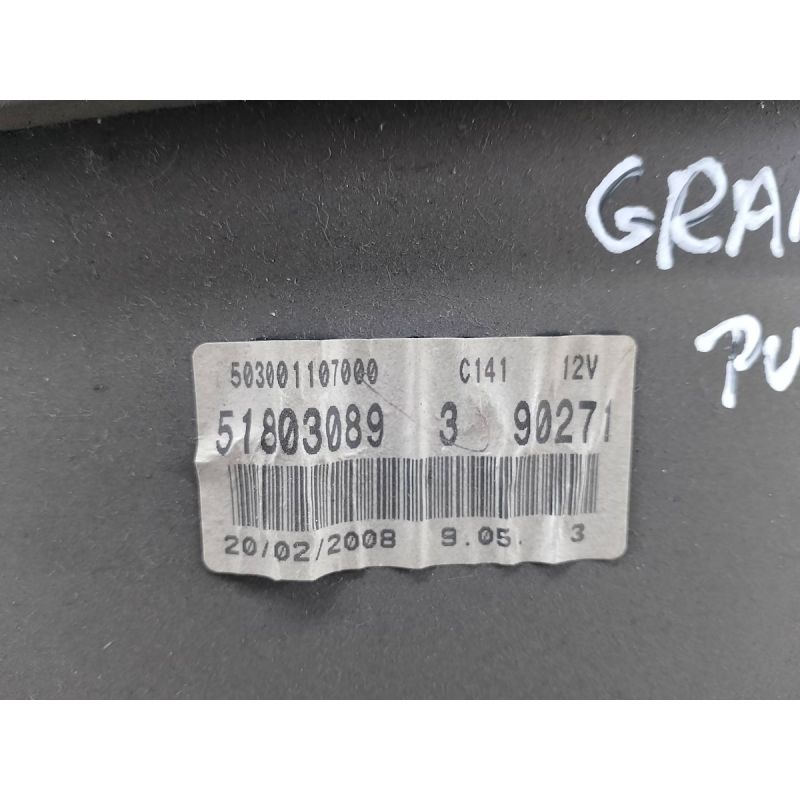 GRA
PU
503001107000 C141 12V
51803089 3 90271
20/02/2008 9.05. 3